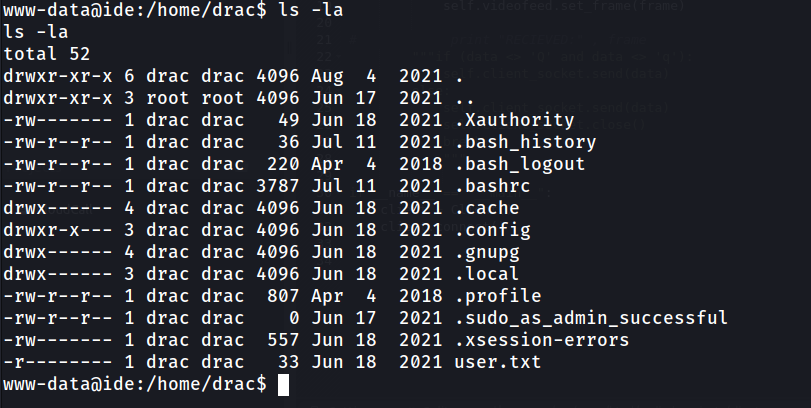 www-data@ide:/home/drac$ ls -la
ls -la
total 52
drwxr-xr-x 6 drac drac 4096 Aug  4  2021 .
drwxr-xr-x 3 root root 4096 Jun 17  2021 ..
-rw------- 1 drac drac   49 Jun 18  2021 .Xauthority
-rw-r--r-- 1 drac drac   36 Jul 11  2021 .bash_history
-rw-r--r-- 1 drac drac  220 Apr  4  2018 .bash_logout
-rw-r--r-- 1 drac drac 3787 Jul 11  2021 .bashrc
drwx------ 4 drac drac 4096 Jun 18  2021 .cache
drwxr-x--- 3 drac drac 4096 Jun 18  2021 .config
drwx------ 4 drac drac 4096 Jun 18  2021 .gnupg
drwx------ 3 drac drac 4096 Jun 18  2021 .local
-rw-r--r-- 1 drac drac  807 Apr  4  2018 .profile
-rw-r--r-- 1 drac drac    0 Jun 17  2021 .sudo_as_admin_successful
-rw------- 1 drac drac  557 Jun 18  2021 .xsession-errors
-r-------- 1 drac drac   33 Jun 18  2021 user.txt
www-data@ide:/home/drac$